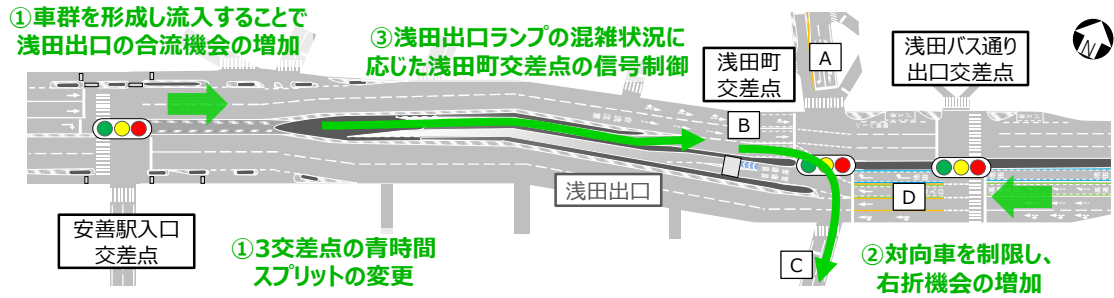 ①車群を形成し流入することで
浅田出口の合流機会の増加
③浅田出口ランプの混雑状況に
応じた浅田町交差点の信号制御
浅田町
交差点
A
浅田バス通り
出口交差点
N
B
浅田出口
D
安善駅入口
交差点
①3交差点の青時間
スプリットの変更
C
②対向車を制限し、
右折機会の増加